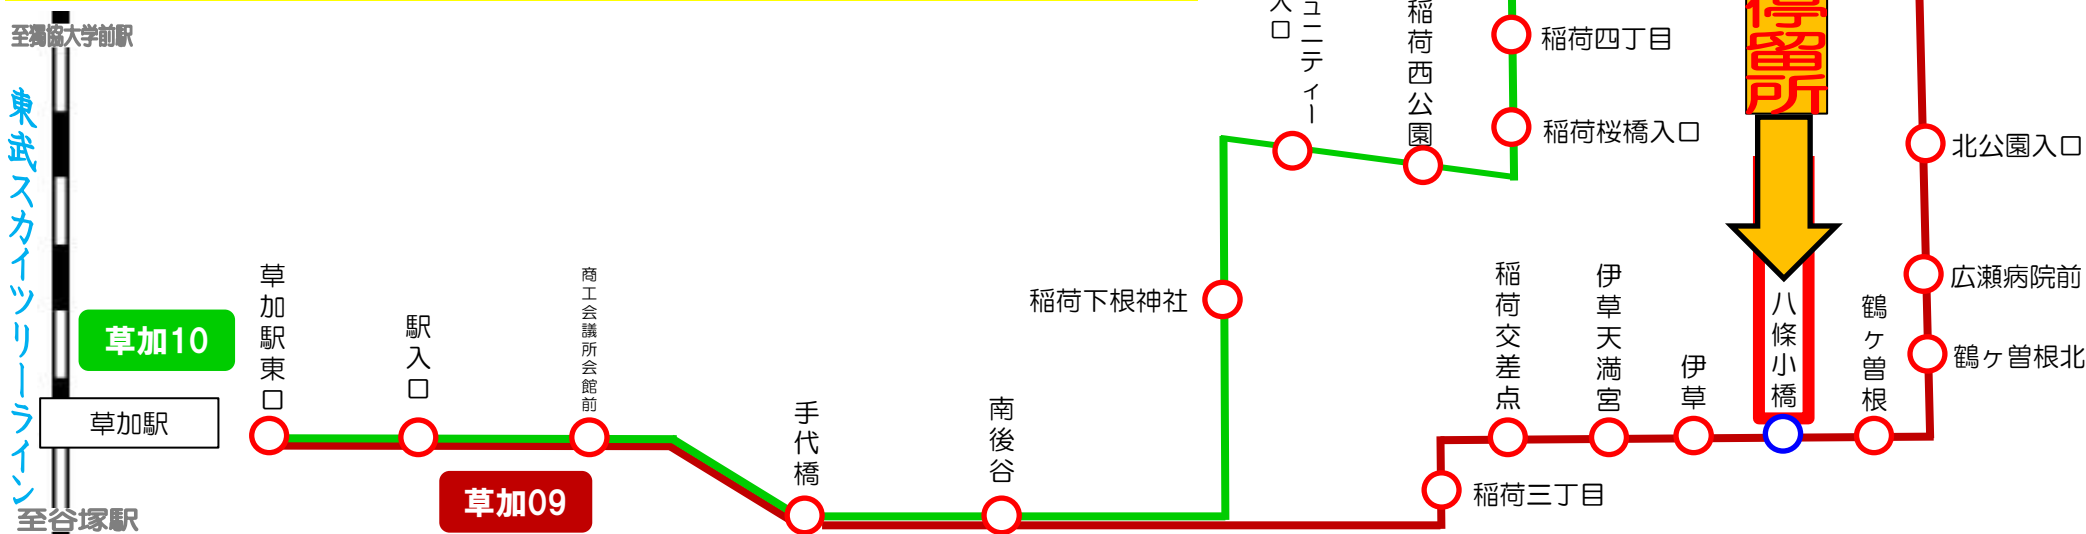 至獨協大学前駅
東武スカイツリーライン
草加駅
至谷塚駅
草加10
草加09
草加駅東口
駅入口
商工会議所会館前
手代橋
南後谷
稲荷下根神社
ュニティー
入口
稲荷西公園
稲荷四丁目
稲荷桜橋入口
稲荷三丁目
稲荷交差点
伊草天満宮
伊草
停留所
八條小橋
鶴ヶ曽根
鶴ヶ曽根北
広瀬病院前
北公園入口